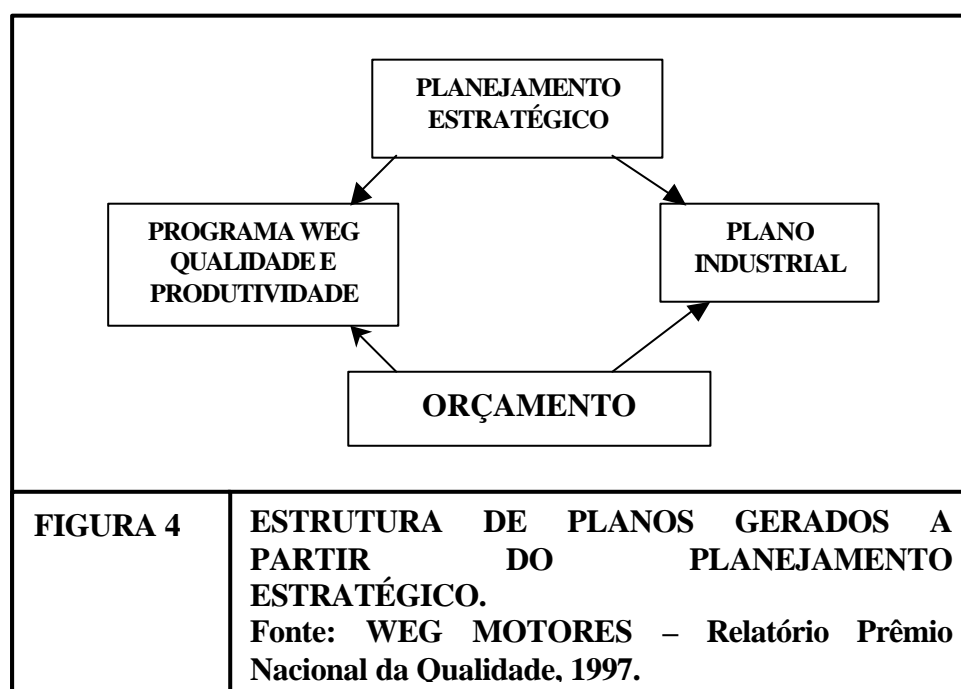 PLANEJAMENTO
ESTRATÉGICO
PROGRAMA WEG
QUALIDADE E
PRODUTIVIDADE
PLANO
INDUSTRIAL
ORÇAMENTO
FIGURA 4
ESTRUTURA DE PLANOS GERADOS A
PARTIR DO PLANEJAMENTO
ESTRATÉGICO.
Fonte: WEG MOTORES – Relatório Prêmio
Nacional da Qualidade, 1997.